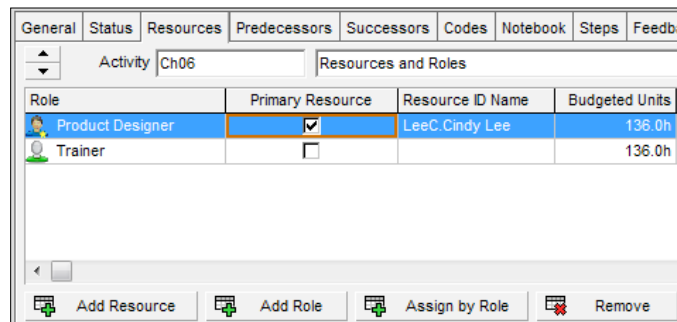 General Status Resources Predecessors Successors Codes Notebook Steps Feedb
Activity Ch06 Resources and Roles
Role Primary Resource Resource ID Name Budgeted Units
Product Designer LeeC.Cindy Lee 136.0h
Trainer 136.0h
Add Resource Add Role Assign by Role Remove